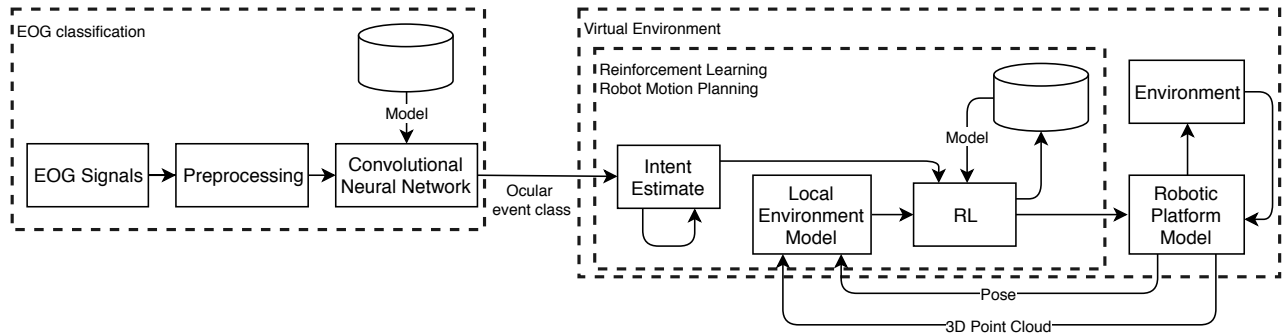 EOG classification
Model
EOG Signals
Preprocessing
Convolutional
Neural Network
Ocular
event class
Virtual Environment
Reinforcement Learning
Robot Motion Planning
Intent
Estimate
Local
Environment
Model
Model
RL
Environment
Robotic
Platform
Model
Pose
3D Point Cloud